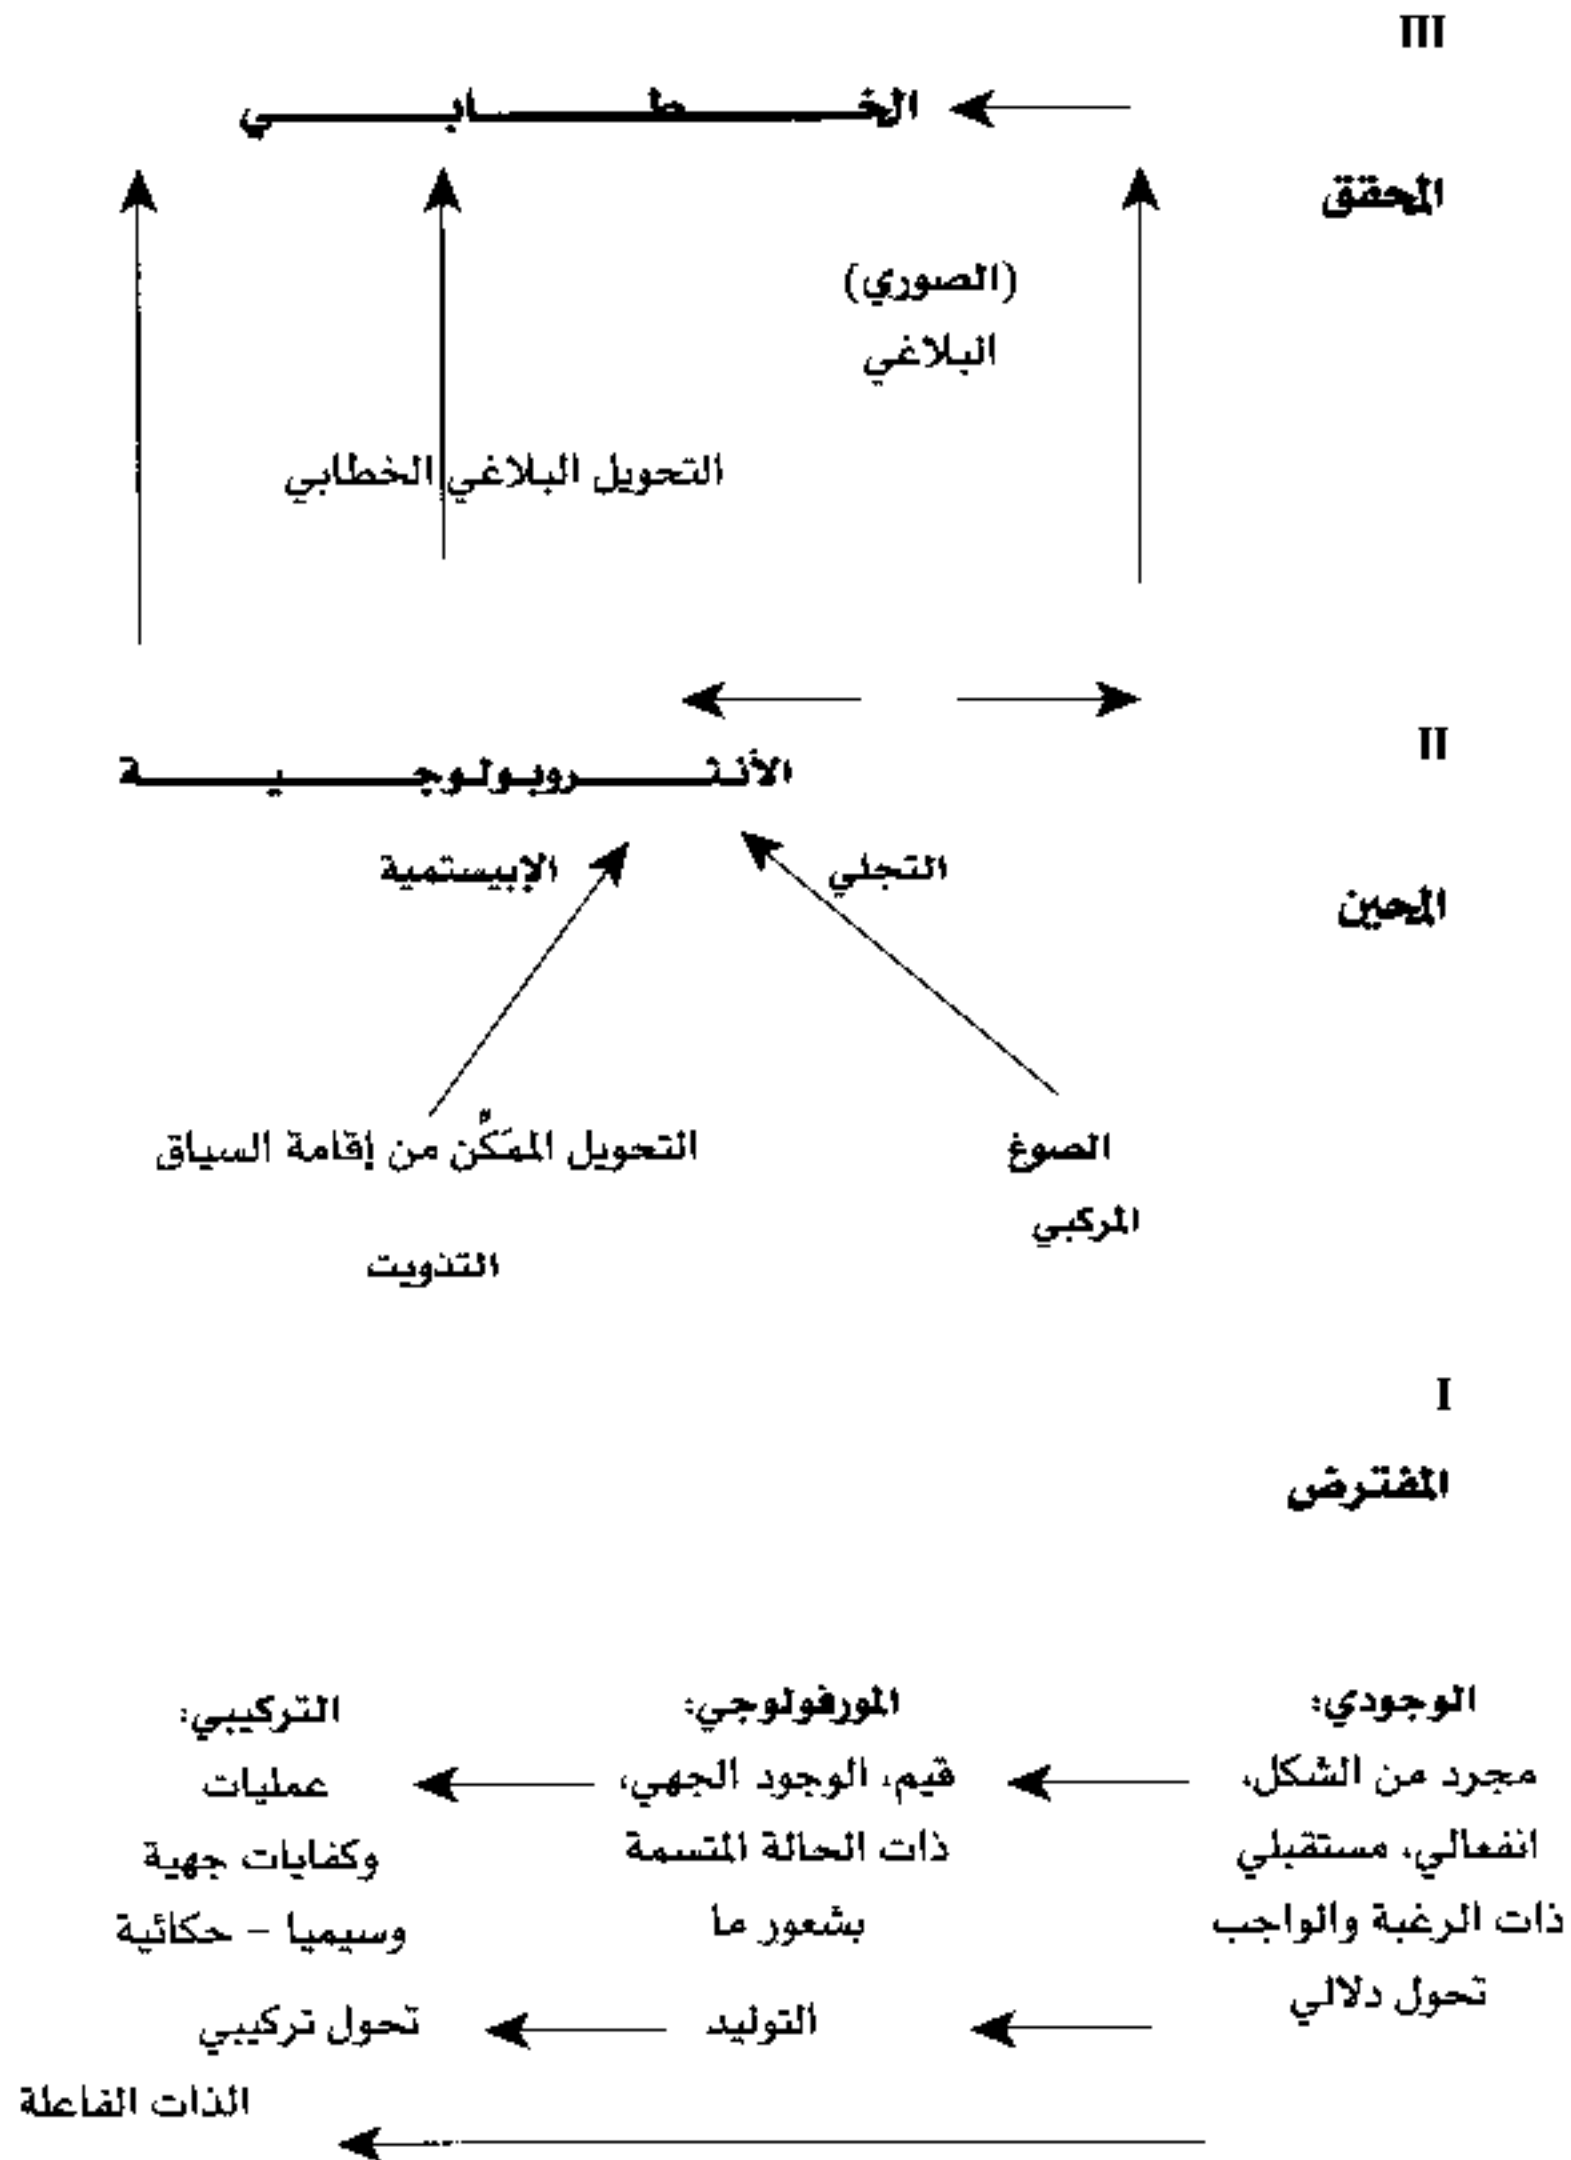 III
الخطابي
المحقق
(الصوري)
البلاغي
التحويل البلاغي الخطابي
II
الأنثروبولوجية
التجلي
الإبيستمية
المحين
الصوغ
التحويل الممَكِّن من إقامة السياق
المركبي
التذويت
I
المفترض
الوجودي:
مجرد من الشكل،
انفعالي، مستقبلي
ذات الرغبة والواجب
تحول دلالي
المورفولوجي:
قيم، الوجود الجهي،
ذات الحالة المتسمة
بشعور ما
التوليد
التركيبي:
عمليات
وكفايات جهية
وسيميا - حكائية
تحول تركيبي
الذات الفاعلة